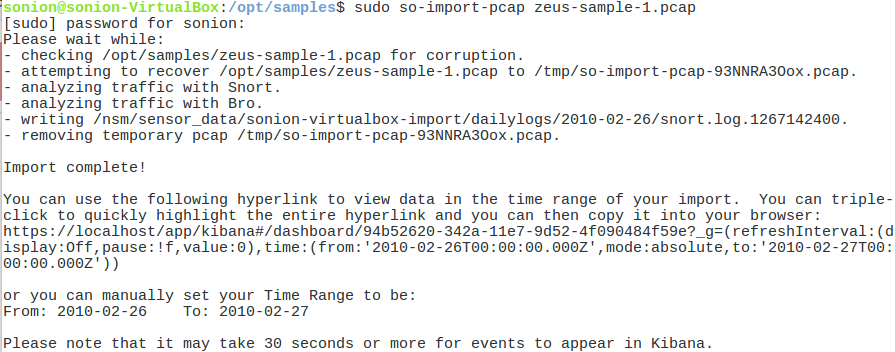 sonion@sonion-VirtualBox:/opt/samples$ sudo so-import-pcap zeus-sample-1.pcap
[sudo] password for sonion:
Please wait while:
- checking /opt/samples/zeus-sample-1.pcap for corruption.
- attempting to recover /opt/samples/zeus-sample-1.pcap to /tmp/so-import-pcap-93NNRA3Oox.pcap.
- analyzing traffic with Snort.
- analyzing traffic with Bro.
- writing /nsm/sensor_data/sonion-virtualbox-import/dailylogs/2010-02-26/snort.log.1267142400.
- removing temporary pcap /tmp/so-import-pcap-93NNRA3Oox.pcap.

Import complete!

You can use the following hyperlink to view data in the time range of your import.  You can triple-
click to quickly highlight the entire hyperlink and you can then copy it into your browser:
https://localhost/app/kibana#/dashboard/94b52620-342a-11e7-9d52-4f090484f59e?_g=(refreshInterval:(d
isplay:Off,pause:!f,value:0),time:(from:'2010-02-26T00:00:00.000Z',mode:absolute,to:'2010-02-27T00:
00:00.000Z'))

or you can manually set your Time Range to be:
From: 2010-02-26    To: 2010-02-27

Please note that it may take 30 seconds or more for events to appear in Kibana.